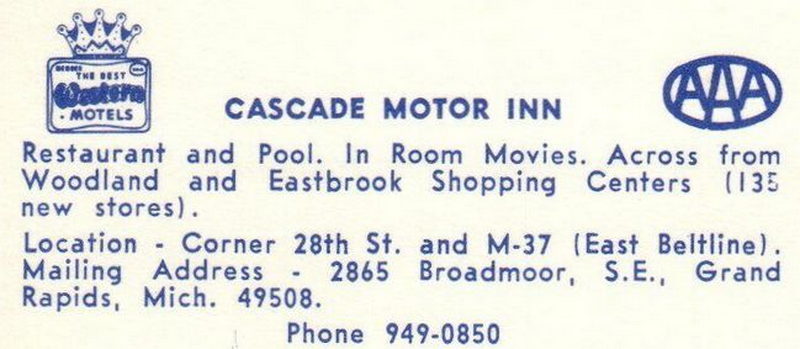 THE BEST
Western
MOTELS
AAA
CASCADE MOTOR INN
Restaurant and Pool. In Room Movies. Across from
Woodland and Eastbrook Shopping Centers (135
new stores).
Location - Corner 28th St. and M-37 (East Beltline).
Mailing Address - 2865 Broadmoor, S.E., Grand
Rapids, Mich. 49508.
Phone 949-0850